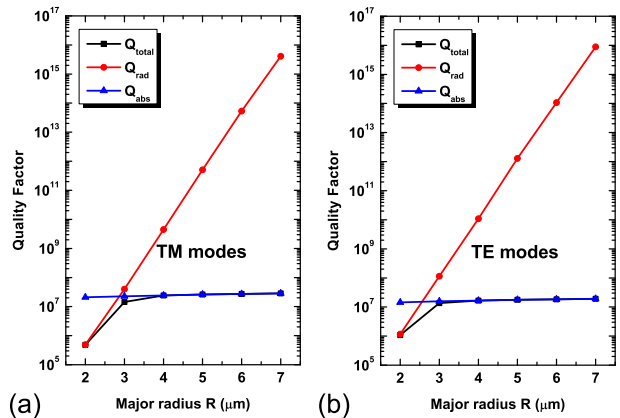 10^17
10^15
10^13
10^11
10^9
10^7
10^5
Quality Factor
Q_total
Q_rad
Q_abs
TM modes
2 3 4 5 6 7
Major radius R (μm)
(a)
10^17
10^15
10^13
10^11
10^9
10^7
10^5
Quality Factor
Q_total
Q_rad
Q_abs
TE modes
2 3 4 5 6 7
Major radius R (μm)
(b)